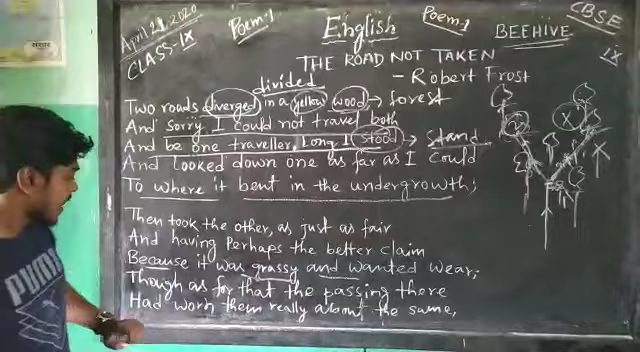 April 21, 2020
CLASS-IX
Poem-1
English
Poem-1
BEEHIVE
CBSE
IX
THE ROAD NOT TAKEN
- Robert Frost
divided
Two roads diverged in a yellow wood → forest
And Sorry I could not travel both
And be one traveller, long I stood → stand
And looked down one as far as I could
To where it bent in the undergrowth;
Then took the other, as just as fair
And having Perhaps the better claim
Because it was grassy and wanted wear;
Though as for that the passing there
Had worn them really about the same,
X
PUMA